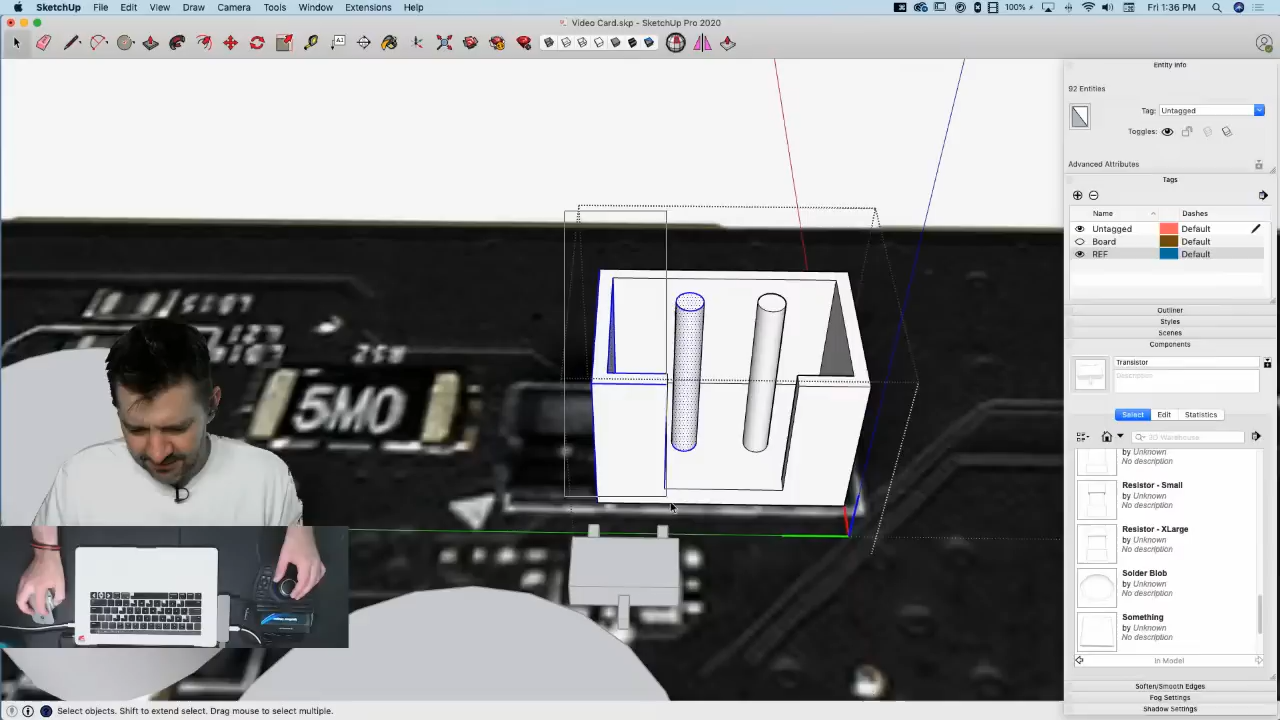 SketchUp File Edit View Draw Camera Tools Window Extensions Help
100% Fri 1:36 PM
Video Card.skp - SketchUp Pro 2020
Entity Info
92 Entities
Tag: Untagged
Toggles:
Advanced Attributes
Tags
Name Dashes
Untagged Default
Board Default
REF Default
Outliner
Styles
Scenes
Components
Transistor
Description
Select Edit Statistics
3D Warehouse
by Unknown
No description
Resistor - Small
by Unknown
No description
Resistor - XLarge
by Unknown
No description
Solder Blob
by Unknown
No description
Something
by Unknown
No description
In Model
Soften/Smooth Edges
Fog Settings
Shadow Settings
5M0
Select objects. Shift to extend select. Drag mouse to select multiple.